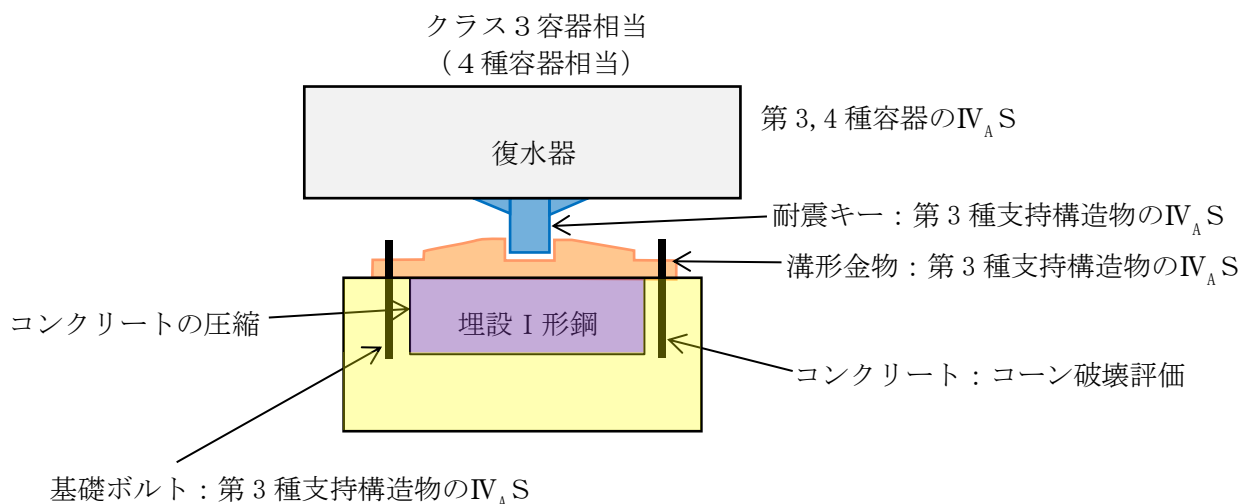 クラス３容器相当
（４種容器相当）
第 3,4 種容器のⅣAS
復水器
耐震キー：第３種支持構造物のⅣAS
溝形金物：第３種支持構造物のⅣAS
コンクリートの圧縮
埋設Ｉ形鋼
コンクリート：コーン破壊評価
基礎ボルト：第３種支持構造物のⅣAS